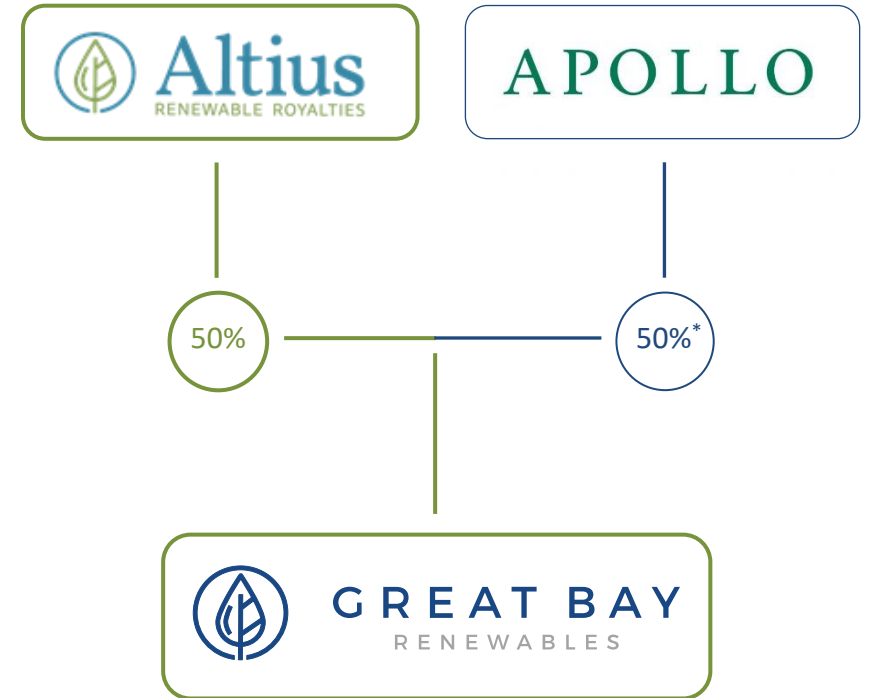 Altius
RENEWABLE ROYALTIES
APOLLO
50%
50%*
GREAT BAY
RENEWABLES